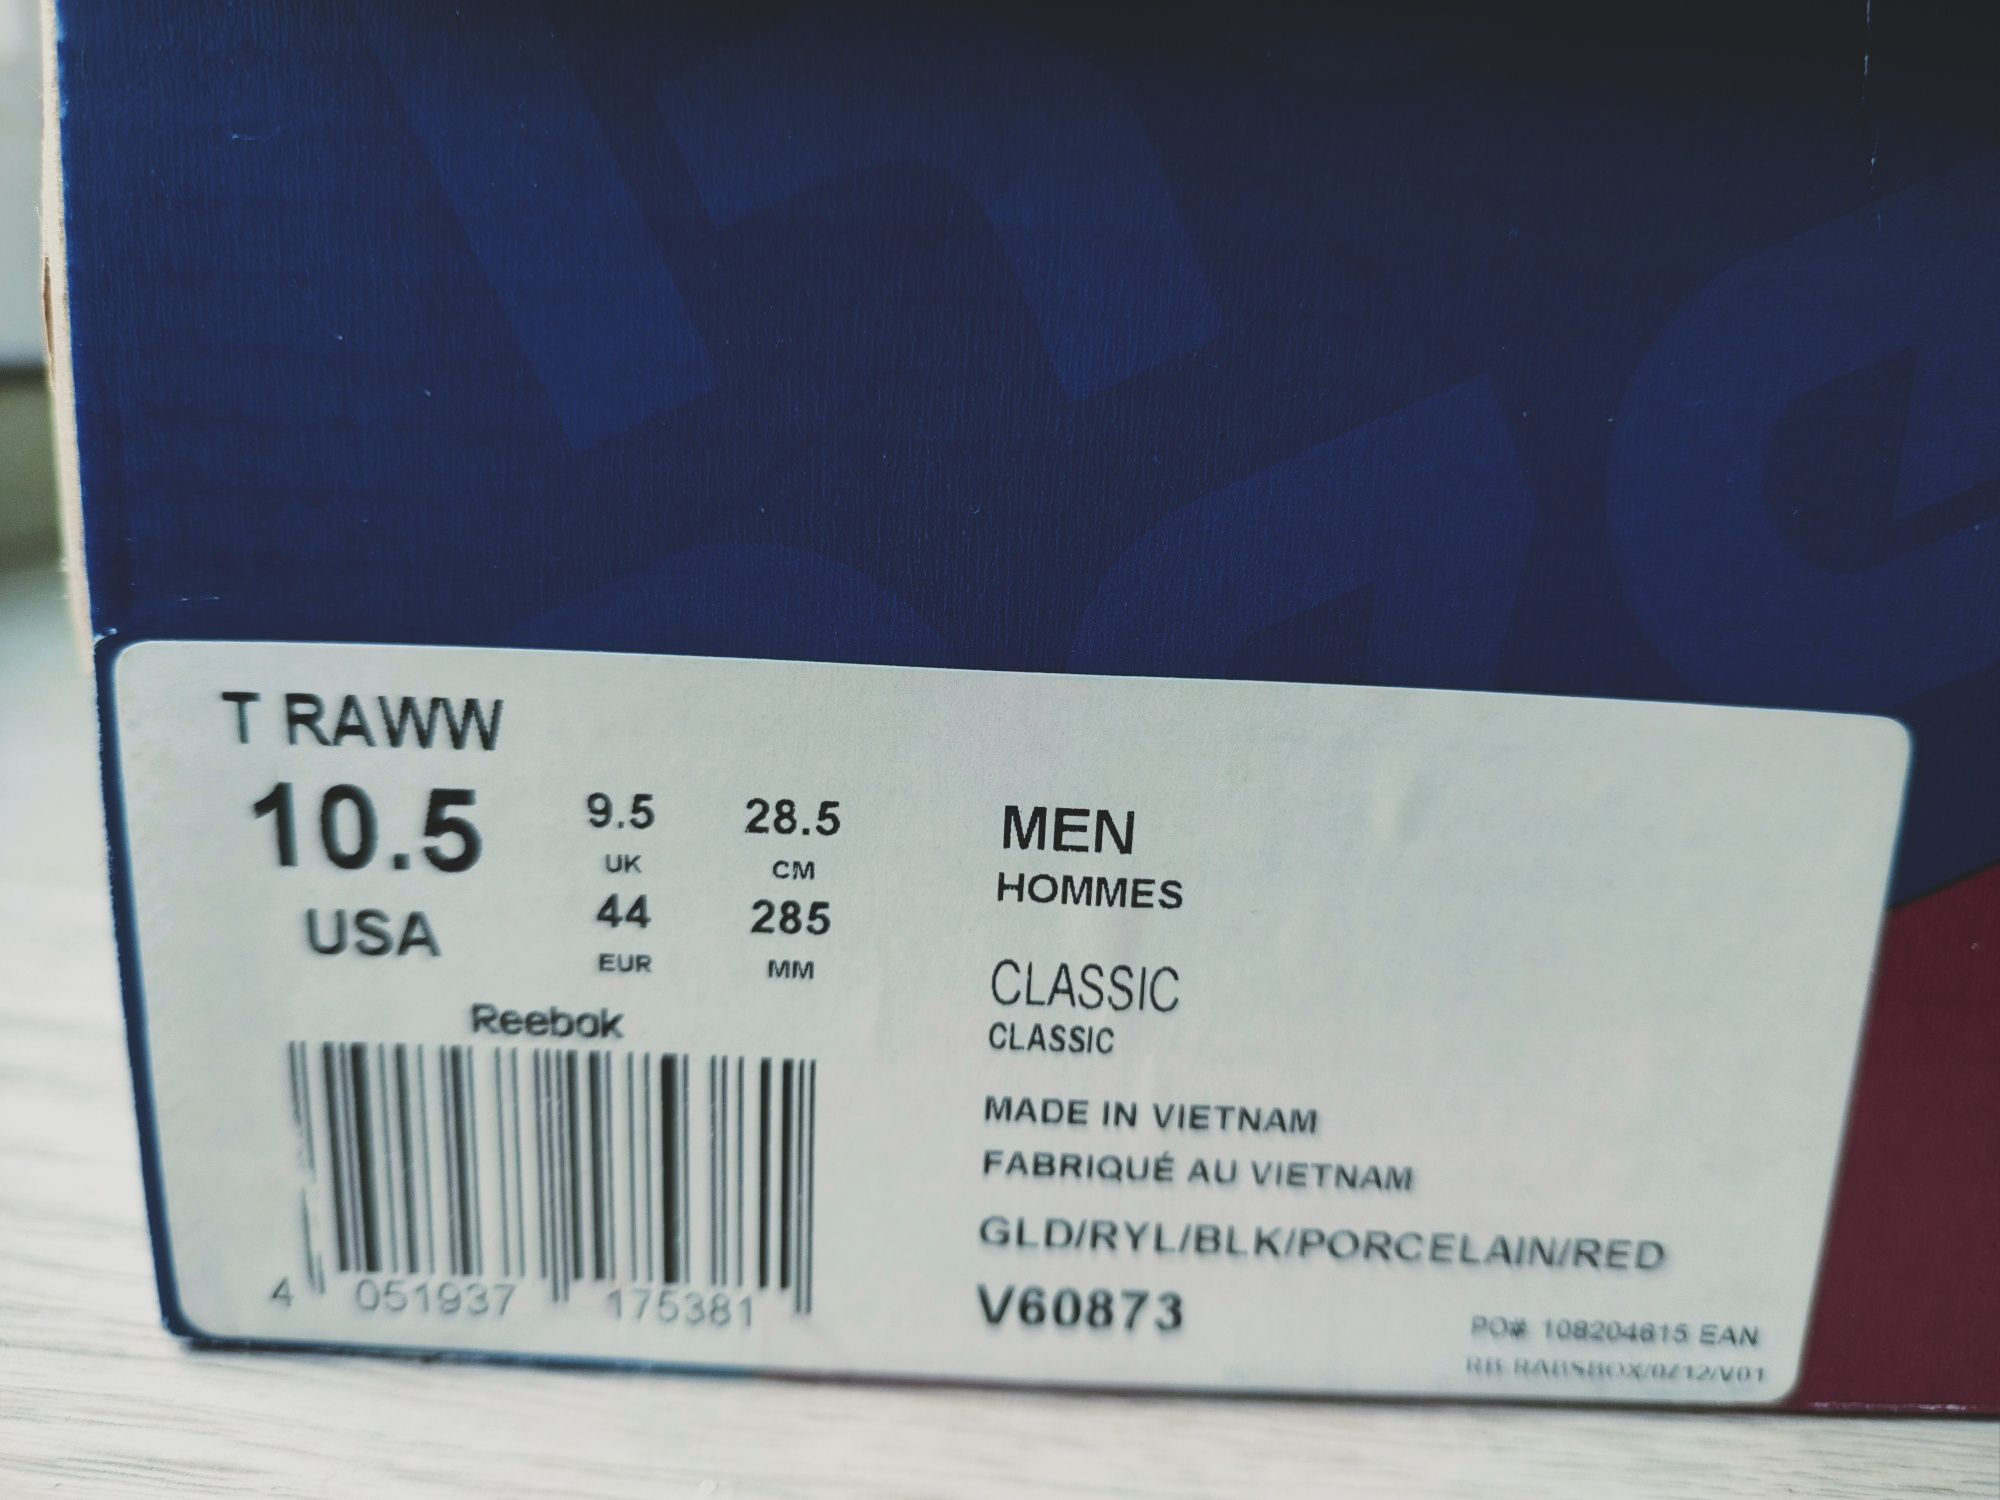 T RAWW
10.5
USA
9.5
UK
44
EUR
28.5
CM
285
MM
Reebok
4 051937 175381
MEN
HOMMES
CLASSIC
CLASSIC
MADE IN VIETNAM
FABRIQUÉ AU VIETNAM
GLD/RYL/BLK/PORCELAIN/RED
V60873
PO# 108204615 EAN